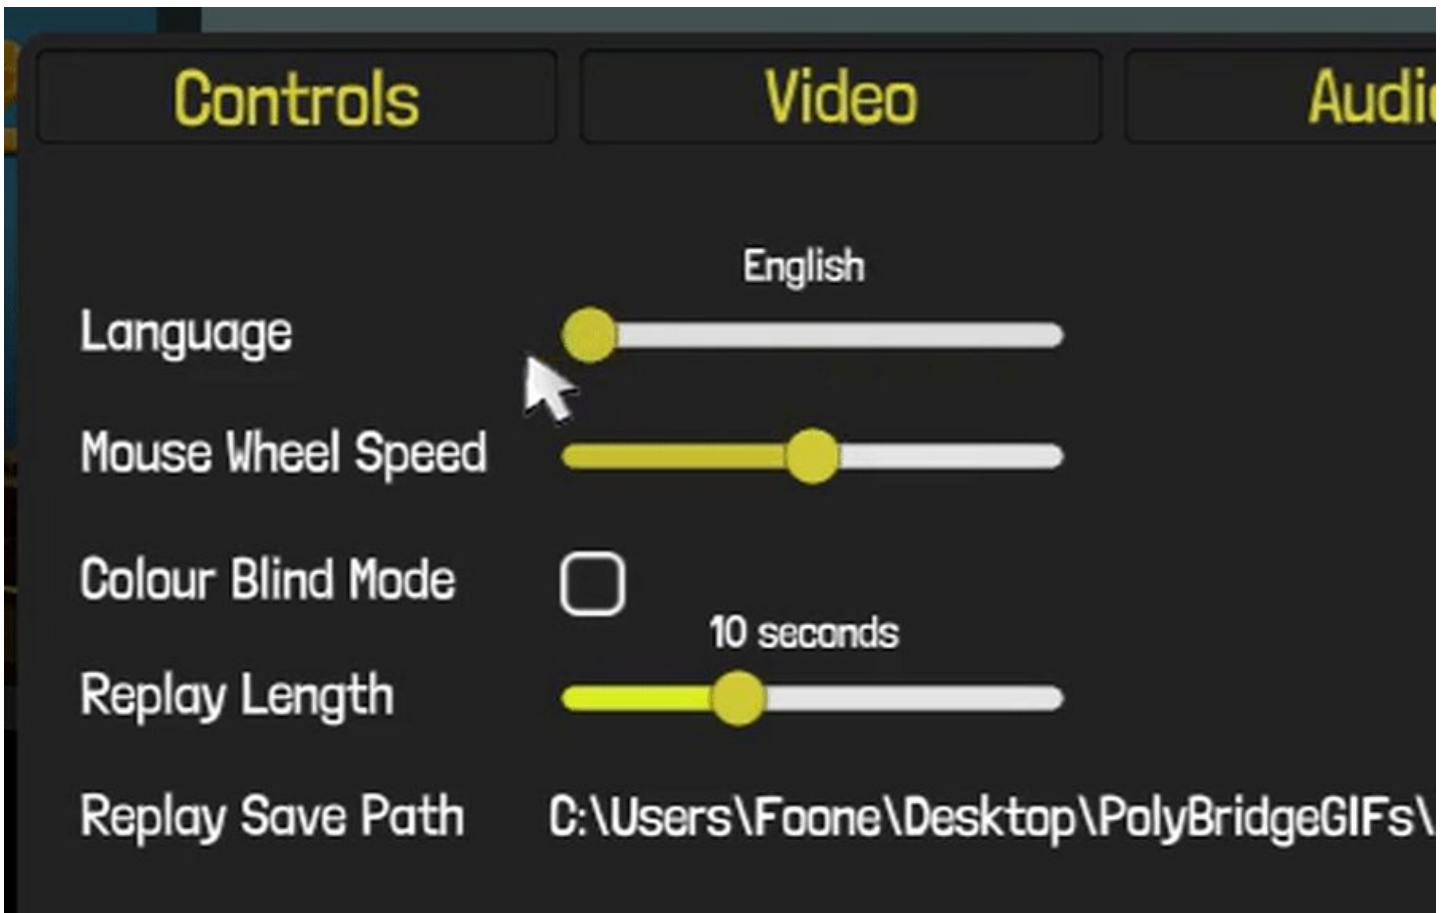 Controls Video
English
Language
Mouse Wheel Speed
Colour Blind Mode
10 seconds
Replay Length
Replay Save Path C:\Users\Foone\Desktop\PolyBridgeGIFs\